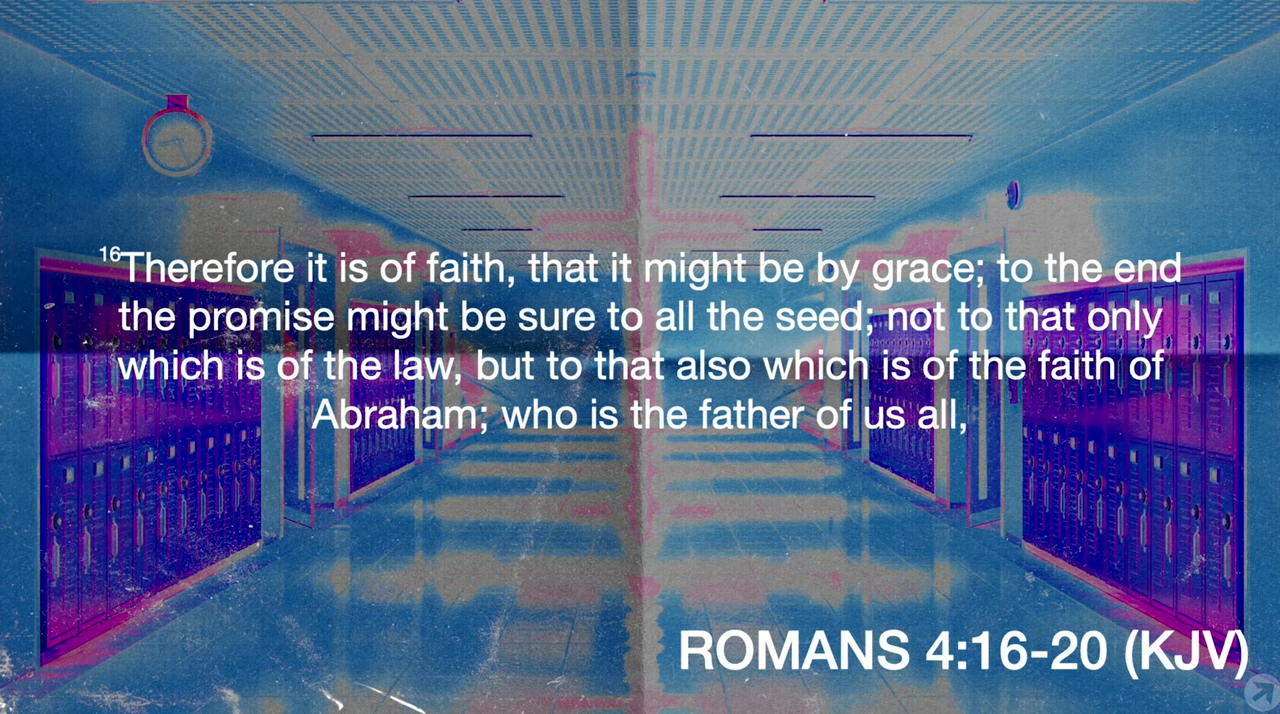 16Therefore it is of faith, that it might be by grace; to the end
the promise might be sure to all the seed; not to that only
which is of the law, but to that also which is of the faith of
Abraham; who is the father of us all,
ROMANS 4:16-20 (KJV)